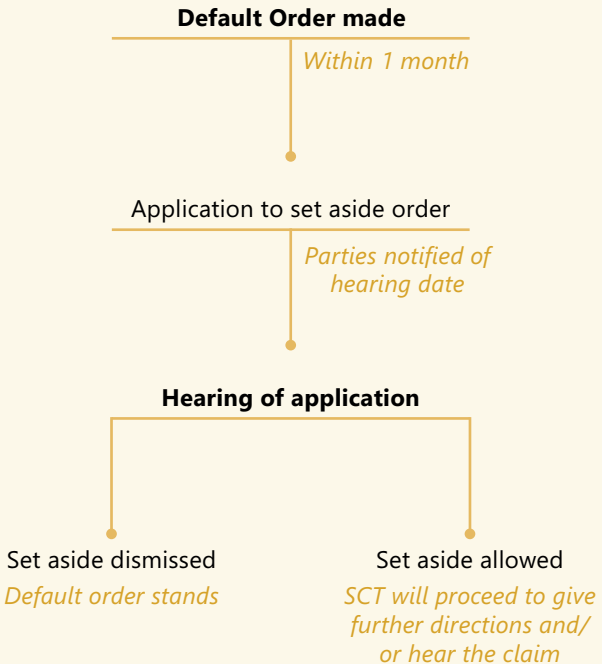 Default Order made
Within 1 month
Application to set aside order
Parties notified of
hearing date
Hearing of application
Set aside dismissed
Default order stands
Set aside allowed
SCT will proceed to give
further directions and/
or hear the claim